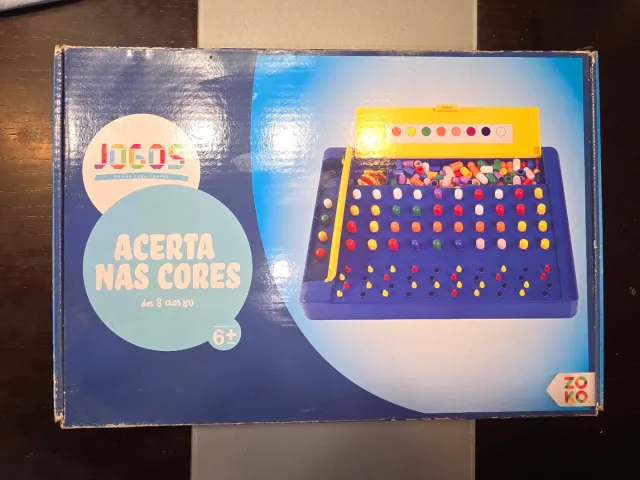 JOGOS
ACERTA
NAS CORES
dos 8 aos 80
6+
ZO
KO